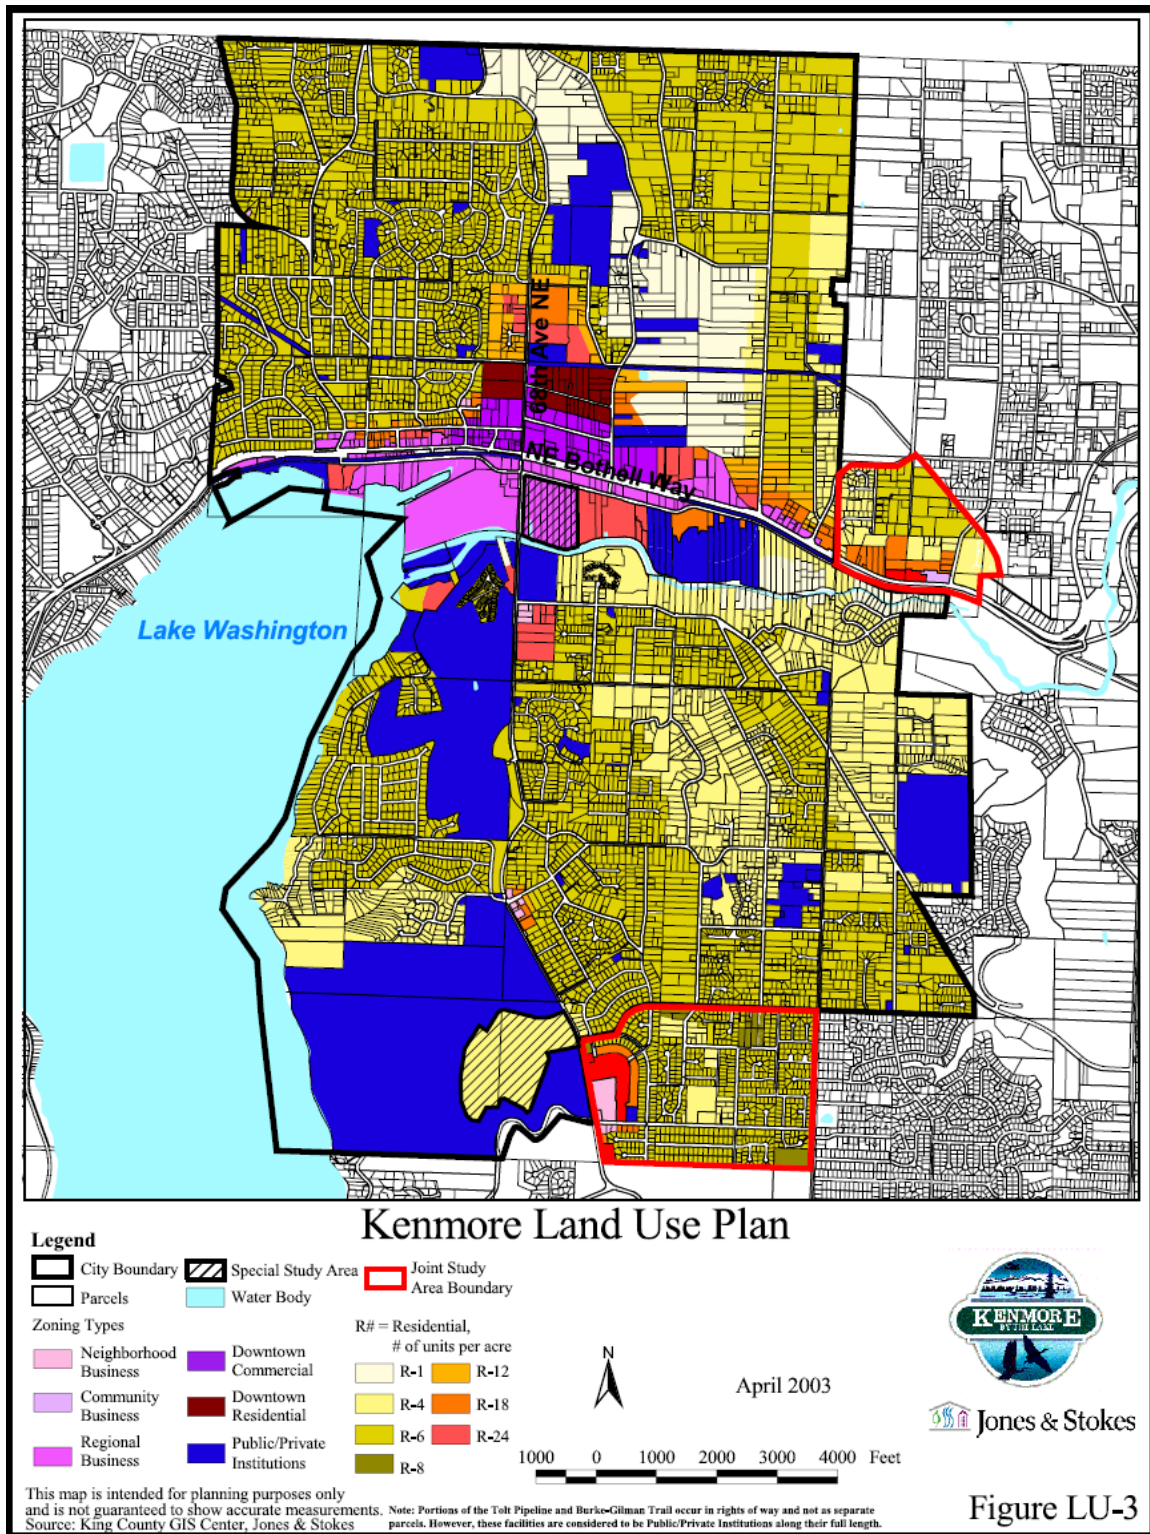 68th Ave NE
NE Bothell Way
Lake Washington
Kenmore Land Use Plan
Legend
City Boundary
Special Study Area
Joint Study
Area Boundary
Parcels
Water Body
Zoning Types
R# = Residential,
# of units per acre
Neighborhood
Business
Downtown
Commercial
Community
Business
Downtown
Residential
Regional
Business
Public/Private
Institutions
R-1
R-12
R-4
R-18
R-6
R-24
R-8
N
April 2003
1000 0 1000 2000 3000 4000 Feet
KENMORE
BY THE LAKE
Jones & Stokes
This map is intended for planning purposes only
and is not guaranteed to show accurate measurements.
Source: King County GIS Center, Jones & Stokes
Note: Portions of the Tolt Pipeline and Burke-Gilman Trail occur in rights of way and not as separate
parcels. However, these facilities are considered to be Public/Private Institutions along their full length.
Figure LU-3